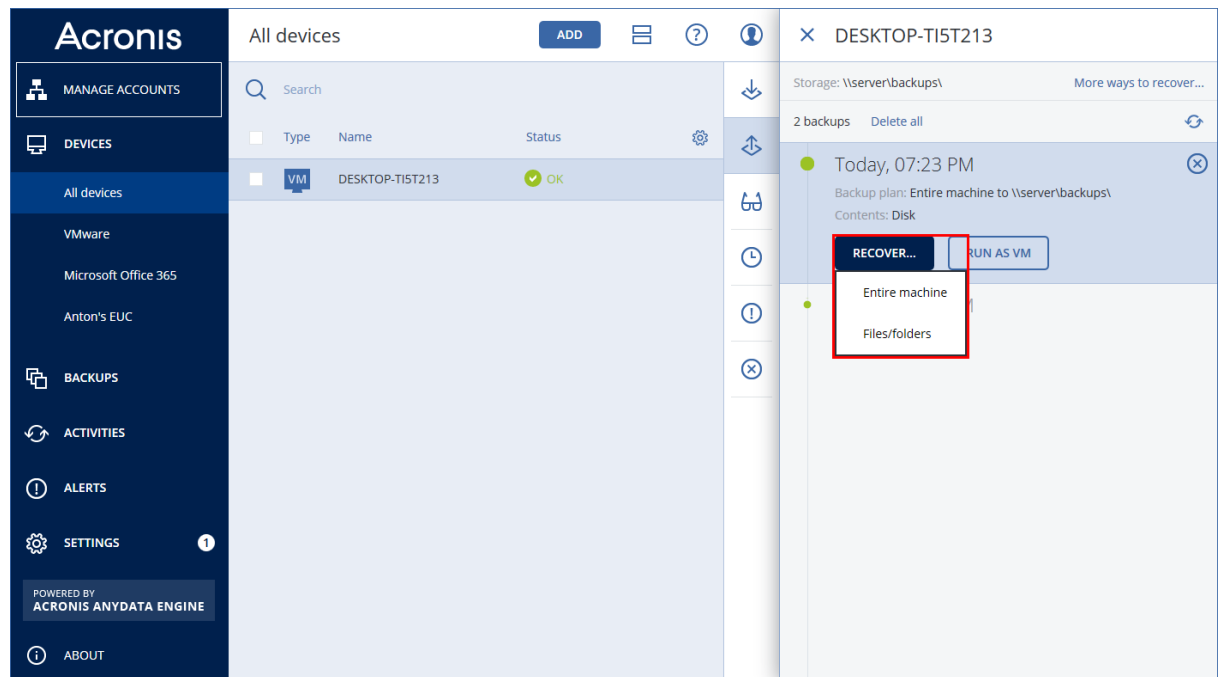 Acronis
MANAGE ACCOUNTS
DEVICES
All devices
VMware
Microsoft Office 365
Anton's EUC
BACKUPS
ACTIVITIES
ALERTS
SETTINGS 1
POWERED BY
ACRONIS ANYDATA ENGINE
ABOUT
All devices ADD
Search
Type Name Status
VM DESKTOP-TI5T213 OK
DESKTOP-TI5T213
Storage: \\server\backups\ More ways to recover...
2 backups Delete all
Today, 07:23 PM
Backup plan: Entire machine to \\server\backups\
Contents: Disk
RECOVER... RUN AS VM
Entire machine
Files/folders